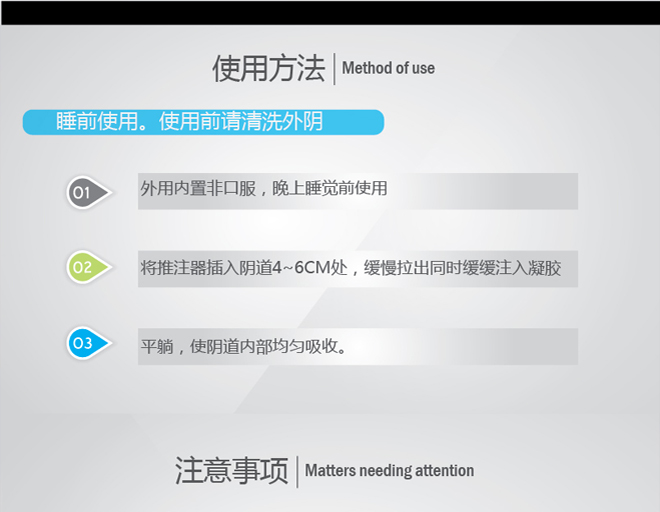 使用方法 Method of use
睡前使用。使用前请清洗外阴
01 外用内置非口服，晚上睡觉前使用
02 将推注器插入阴道4~6CM处，缓慢拉出同时缓缓注入凝胶
03 平躺，使阴道内部均匀吸收。
注意事项 Matters needing attention